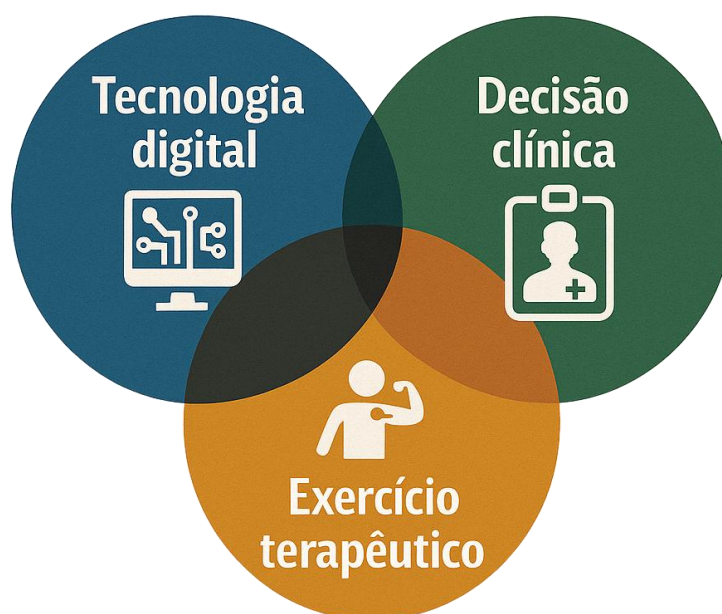 Tecnologia
digital
Decisão
clínica
Exercício
terapêutico